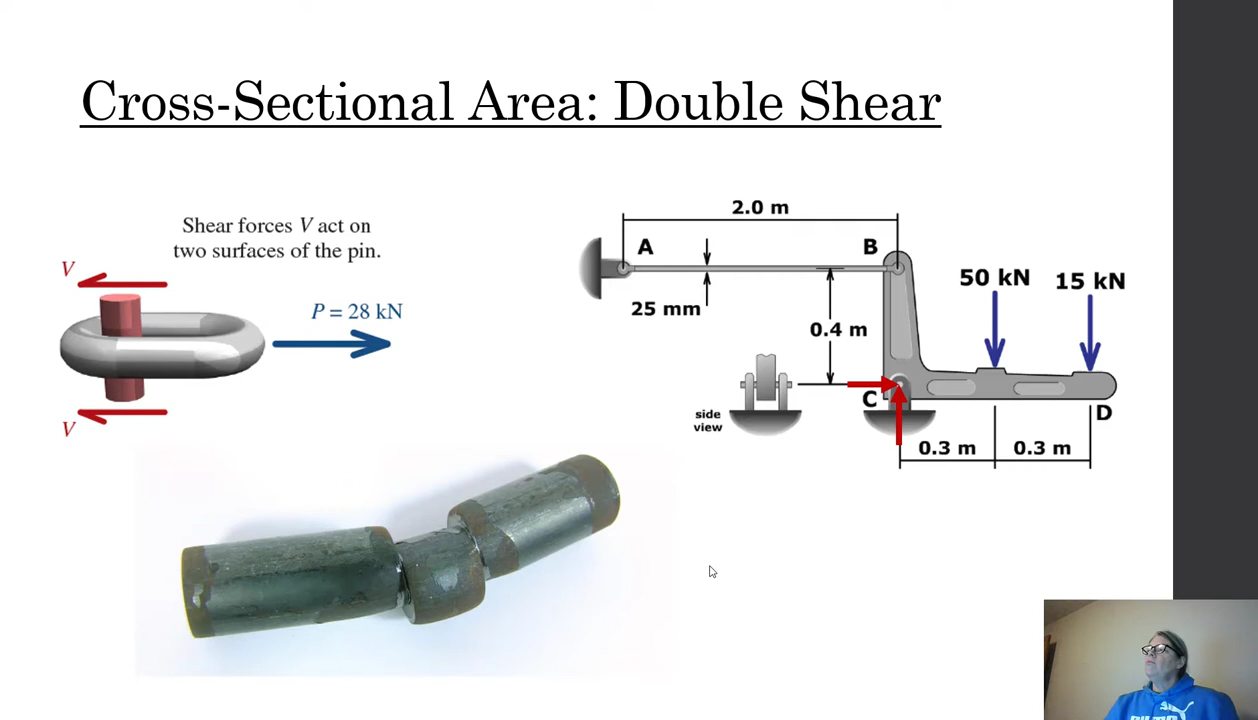 Cross-Sectional Area: Double Shear
Shear forces V act on
two surfaces of the pin.
V
P = 28 kN
V
2.0 m
A
B
25 mm
0.4 m
50 kN
15 kN
C
D
side
view
0.3 m
0.3 m